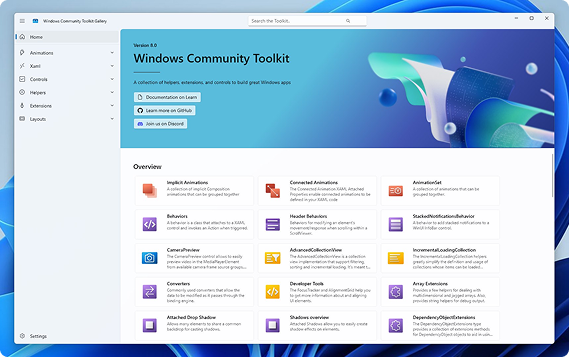 Windows Community Toolkit Gallery
Search the Toolkit..
Home
Animations
Xaml
Controls
Helpers
Extensions
Layouts
Settings
Version 8.0
Windows Community Toolkit
A collection of helpers, extensions, and controls to build great Windows apps
Documentation on Learn
Learn more on GitHub
Join us on Discord
Overview
Implicit Animations
A collection of implicit Composition
animations that can be grouped together
Connected Animations
The Connected Animation XAML Attached
Properties enable connected animations to be
defined in your XAML code
AnimationSet
A collection of animations that can be
grouped together.
Behaviors
A behavior is a class that attaches to a XAML
control and invokes an Action when triggered.
Header Behaviors
Behaviors for modifying an element's
movement response when scrolling within a
ScrollViewer.
StackedNotificationsBehavior
A behavior to add stacked notifications to a
WinUI InfoBar control.
CameraPreview
The CameraPreview control allows to easily
preview video in the MediaPlayerElement
from available camera frame source groups...
AdvancedCollectionView
The AdvancedCollectionView is a collection
view implementation that support filtering,
sorting and incremental loading. It's meant t...
IncrementalLoadingCollection
The IncrementalLoadingCollection helpers
greatly simplify the definition and usage of
collections whose items can be loaded...
Converters
Commonly used converters that allow the
data to be modified as it passes through the
binding engine.
Developer Tools
The FocusTracker and AlignmentGrid help you
to get more information about and aligning
UI elements.
Array Extensions
Provides a few helpers for dealing with
multidimensional and jagged arrays. Also,
provides string helpers for debug output.
Attached Drop Shadow
Allows many elements to share a common
backdrop for casting shadows.
Shadows overview
Attached Shadows allow you to easily create
shadow effects on elements.
DependencyObjectExtensions
The DependencyObjectExtensions type
provides a collection of extensions methods
for DependencyObject objects to aid in using...